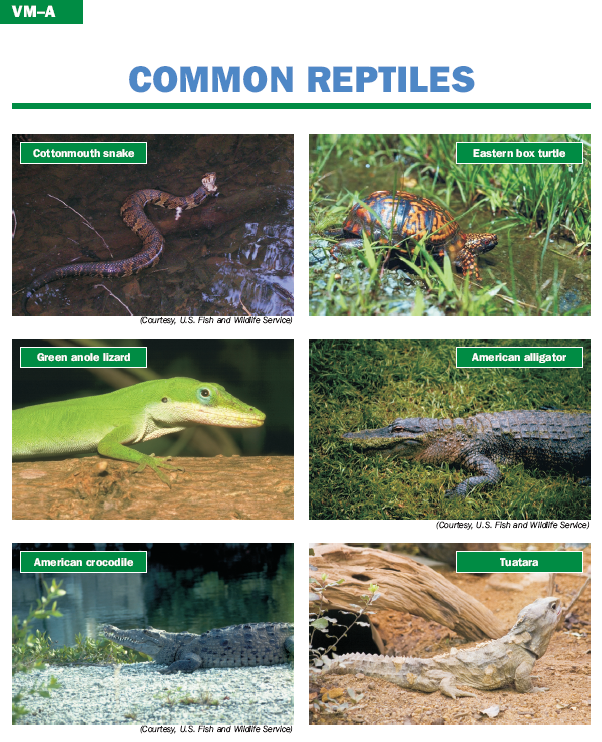 VM–A
COMMON REPTILES
Cottonmouth snake
Eastern box turtle
(Courtesy, U.S. Fish and Wildlife Service)
Green anole lizard
American alligator
(Courtesy, U.S. Fish and Wildlife Service)
American crocodile
Tuatara
(Courtesy, U.S. Fish and Wildlife Service)